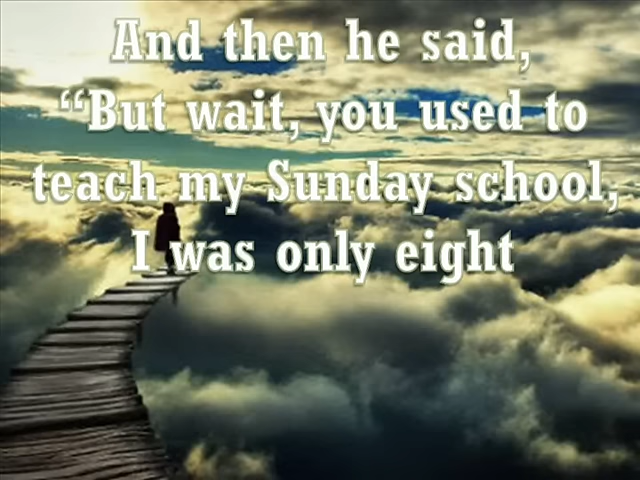 And then he said,
“But wait, you used to
teach my Sunday school,
I was only eight